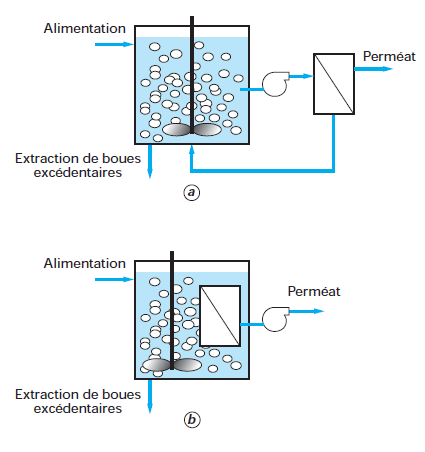 Alimentation
Perméat
Extraction de boues
excédentaires
a
Alimentation
Perméat
Extraction de boues
excédentaires
b